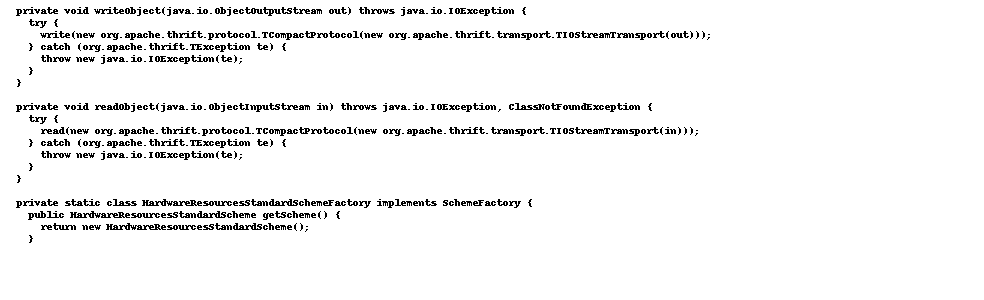 private void writeObject(java.io.ObjectOutputStream out) throws java.io.IOException {
  try {
    write(new org.apache.thrift.protocol.TCompactProtocol(new org.apache.thrift.transport.TIOStreamTransport(out)));
  } catch (org.apache.thrift.TException te) {
    throw new java.io.IOException(te);
  }
}

private void readObject(java.io.ObjectInputStream in) throws java.io.IOException, ClassNotFoundException {
  try {
    read(new org.apache.thrift.protocol.TCompactProtocol(new org.apache.thrift.transport.TIOStreamTransport(in)));
  } catch (org.apache.thrift.TException te) {
    throw new java.io.IOException(te);
  }
}

private static class HardwareResourcesStandardSchemeFactory implements SchemeFactory {
  public HardwareResourcesStandardScheme getScheme() {
    return new HardwareResourcesStandardScheme();
  }